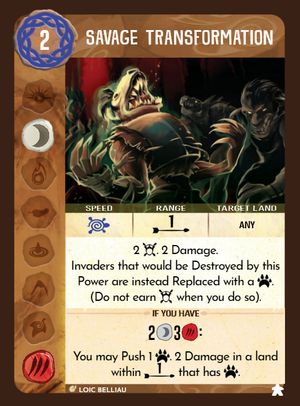 2 SAVAGE TRANSFORMATION
SPEED RANGE TARGET LAND
1 ANY
2 . 2 Damage.
Invaders that would be Destroyed by this
Power are instead Replaced with a .
(Do not earn when you do so).
IF YOU HAVE
2 3 :
You may Push 1 . 2 Damage in a land
within 1 that has .
LOIC BELLIAU